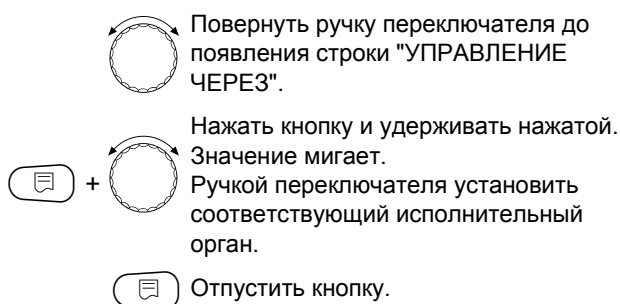 Повернуть ручку переключателя до
появления строки "УПРАВЛЕНИЕ
ЧЕРЕЗ".
Нажать кнопку и удерживать нажатой.
Значение мигает.
+
Ручкой переключателя установить
соответствующий исполнительный
орган.
Отпустить кнопку.